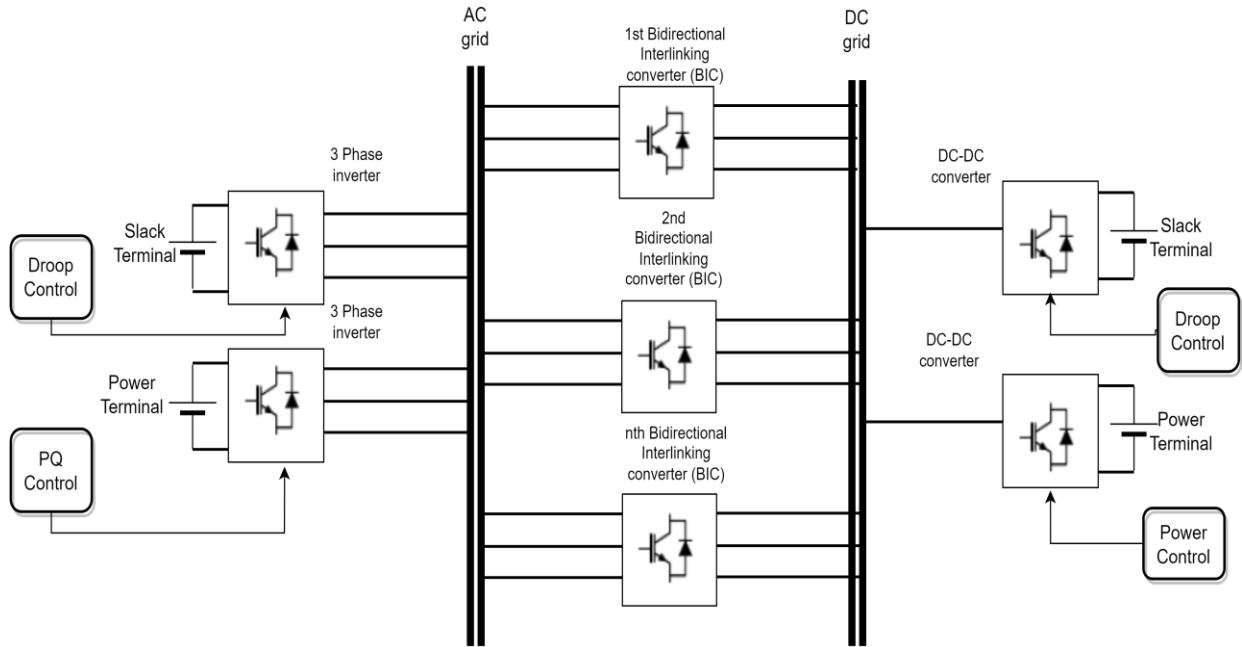 AC
grid
DC
grid
1st Bidirectional
Interlinking
converter (BIC)
3 Phase
inverter
DC-DC
converter
Slack
Terminal
Droop
Control
2nd
Bidirectional
Interlinking
converter (BIC)
Slack
Terminal
Droop
Control
3 Phase
inverter
DC-DC
converter
Power
Terminal
PQ
Control
nth Bidirectional
Interlinking
converter (BIC)
Power
Terminal
Power
Control